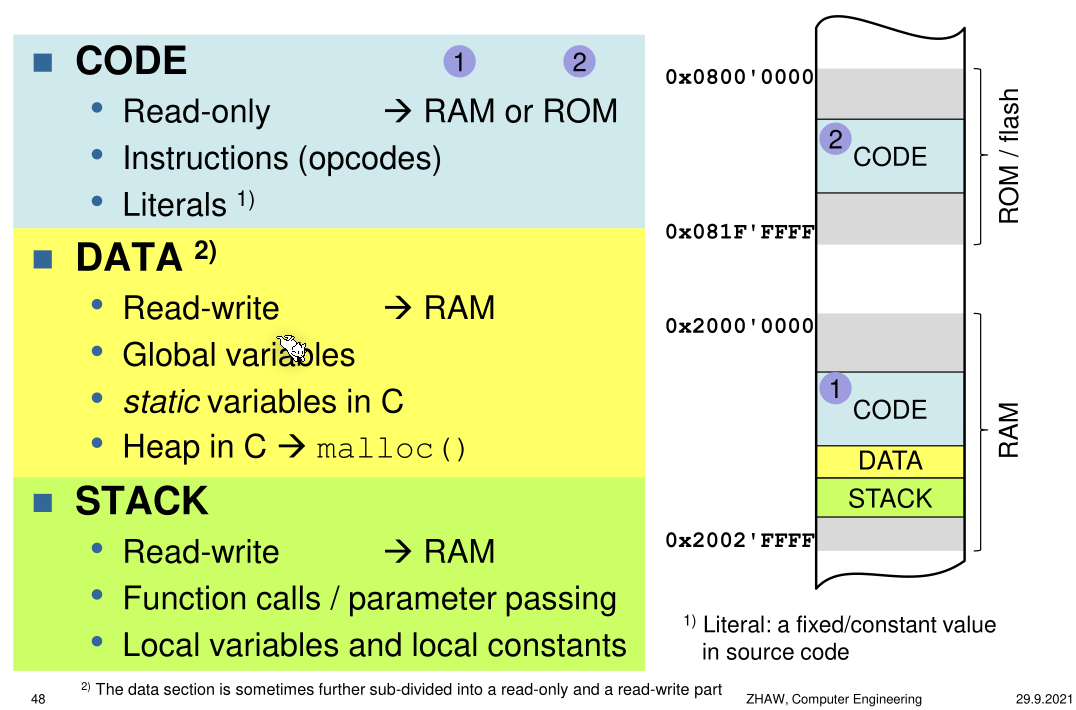 CODE 1 2
Read-only → RAM or ROM
Instructions (opcodes)
Literals 1)
DATA 2)
Read-write → RAM
Global variables
static variables in C
Heap in C → malloc()
STACK
Read-write → RAM
Function calls / parameter passing
Local variables and local constants
0x0800'0000
2 CODE
0x081F'FFFF
ROM / flash
0x2000'0000
1 CODE
DATA
STACK
0x2002'FFFF
RAM
1) Literal: a fixed/constant value
in source code
2) The data section is sometimes further sub-divided into a read-only and a read-write part
48
ZHAW, Computer Engineering
29.9.2021